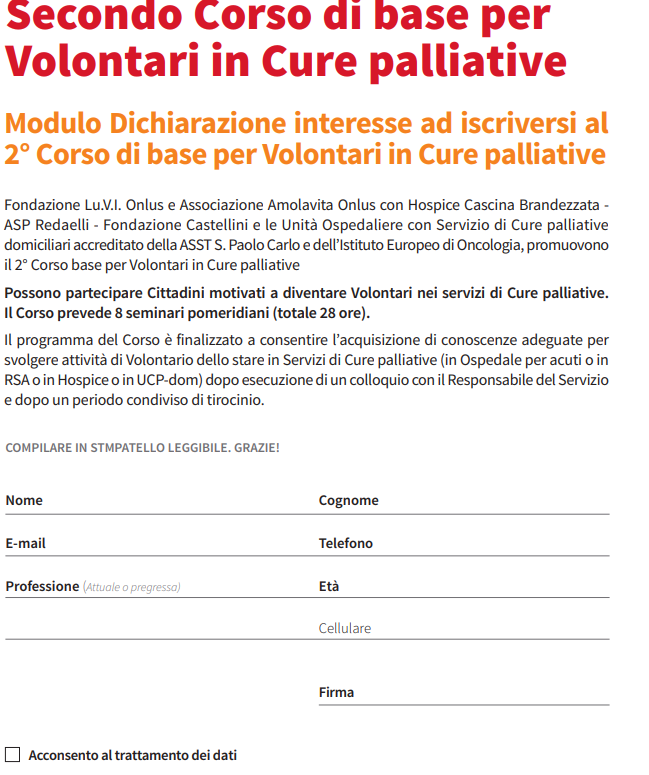 Secondo Corso di base per
Volontari in Cure palliative
Modulo Dichiarazione interesse ad iscriversi al
2° Corso di base per Volontari in Cure palliative
Fondazione Lu.V.I. Onlus e Associazione Amolavita Onlus con Hospice Cascina Brandezzata -
ASP Redaelli - Fondazione Castellini e le Unità Ospedaliere con Servizio di Cure palliative
domiciliari accreditato della ASST S. Paolo Carlo e dell'Istituto Europeo di Oncologia, promuovono
il 2° Corso base per Volontari in Cure palliative
Possono partecipare Cittadini motivati a diventare Volontari nei servizi di Cure palliative.
Il Corso prevede 8 seminari pomeridiani (totale 28 ore).
Il programma del Corso è finalizzato a consentire l'acquisizione di conoscenze adeguate per
svolgere attività di Volontario dello stare in Servizi di Cure palliative (in Ospedale per acuti o in
RSA o in Hospice o in UCP-dom) dopo esecuzione di un colloquio con il Responsabile del Servizio
e dopo un periodo condiviso di tirocinio.
COMPILARE IN STMPATELLO LEGGIBILE. GRAZIE!
Nome Cognome
E-mail Telefono
Professione (Attuale o pregressa) Età
Cellulare
Firma
Acconsento al trattamento dei dati